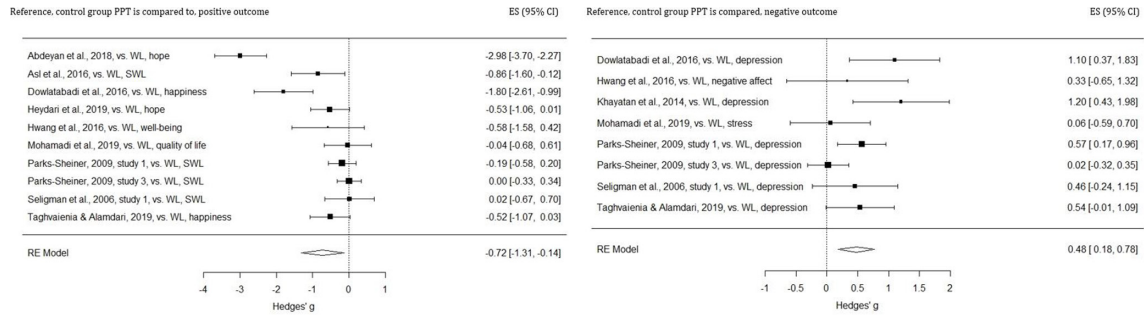 Reference, control group PPT is compared to, positive outcome ES (95% CI)
Abdeyan et al., 2018, vs. WL, hope -2.98 [-3.70, -2.27]
Asl et al., 2016, vs. WL, SWL -0.86 [-1.60, -0.12]
Dowlatabadi et al., 2016, vs. WL, happiness -1.80 [-2.61, -0.99]
Heydari et al., 2019, vs. WL, hope -0.53 [-1.06, 0.01]
Hwang et al., 2016, vs. WL, well-being -0.58 [-1.58, 0.42]
Mohamadi et al., 2019, vs. WL, quality of life -0.04 [-0.68, 0.61]
Parks-Sheiner, 2009, study 1, vs. WL, SWL -0.19 [-0.58, 0.20]
Parks-Sheiner, 2009, study 3, vs. WL, SWL 0.00 [-0.33, 0.34]
Seligman et al., 2006, study 1, vs. WL, SWL 0.02 [-0.67, 0.70]
Taghvaienia & Alamdari, 2019, vs. WL, happiness -0.52 [-1.07, 0.03]
RE Model -0.72 [-1.31, -0.14]
-4 -3 -2 -1 0 1
Hedges' g
Reference, control group PPT is compared, negative outcome ES (95% CI)
Dowlatabadi et al., 2016, vs. WL, depression 1.10 [0.37, 1.83]
Hwang et al., 2016, vs. WL, negative affect 0.33 [-0.65, 1.32]
Khayatan et al., 2014, vs. WL, depression 1.20 [0.43, 1.98]
Mohamadi et al., 2019, vs. WL, stress 0.06 [-0.59, 0.70]
Parks-Sheiner, 2009, study 1, vs. WL, depression 0.57 [0.17, 0.96]
Parks-Sheiner, 2009, study 3, vs. WL, depression 0.02 [-0.32, 0.35]
Seligman et al., 2006, study 1, vs. WL, depression 0.46 [-0.24, 1.15]
Taghvaienia & Alamdari, 2019, vs. WL, depression 0.54 [-0.01, 1.09]
RE Model 0.48 [ 0.18, 0.78]
-1 -0.5 0 0.5 1 1.5 2
Hedges' g